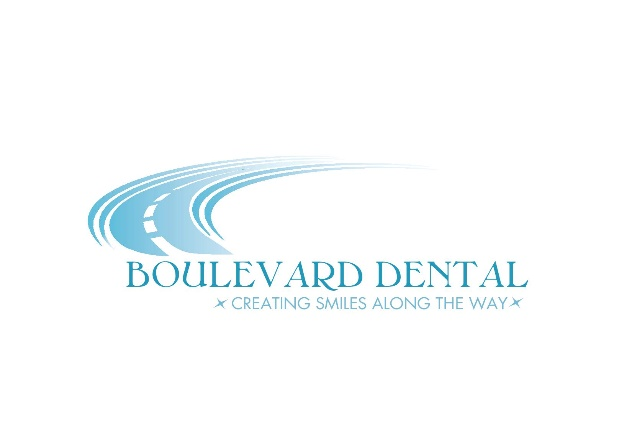 BOULEVARD DENTAL
CREATING SMILES ALONG THE WAY